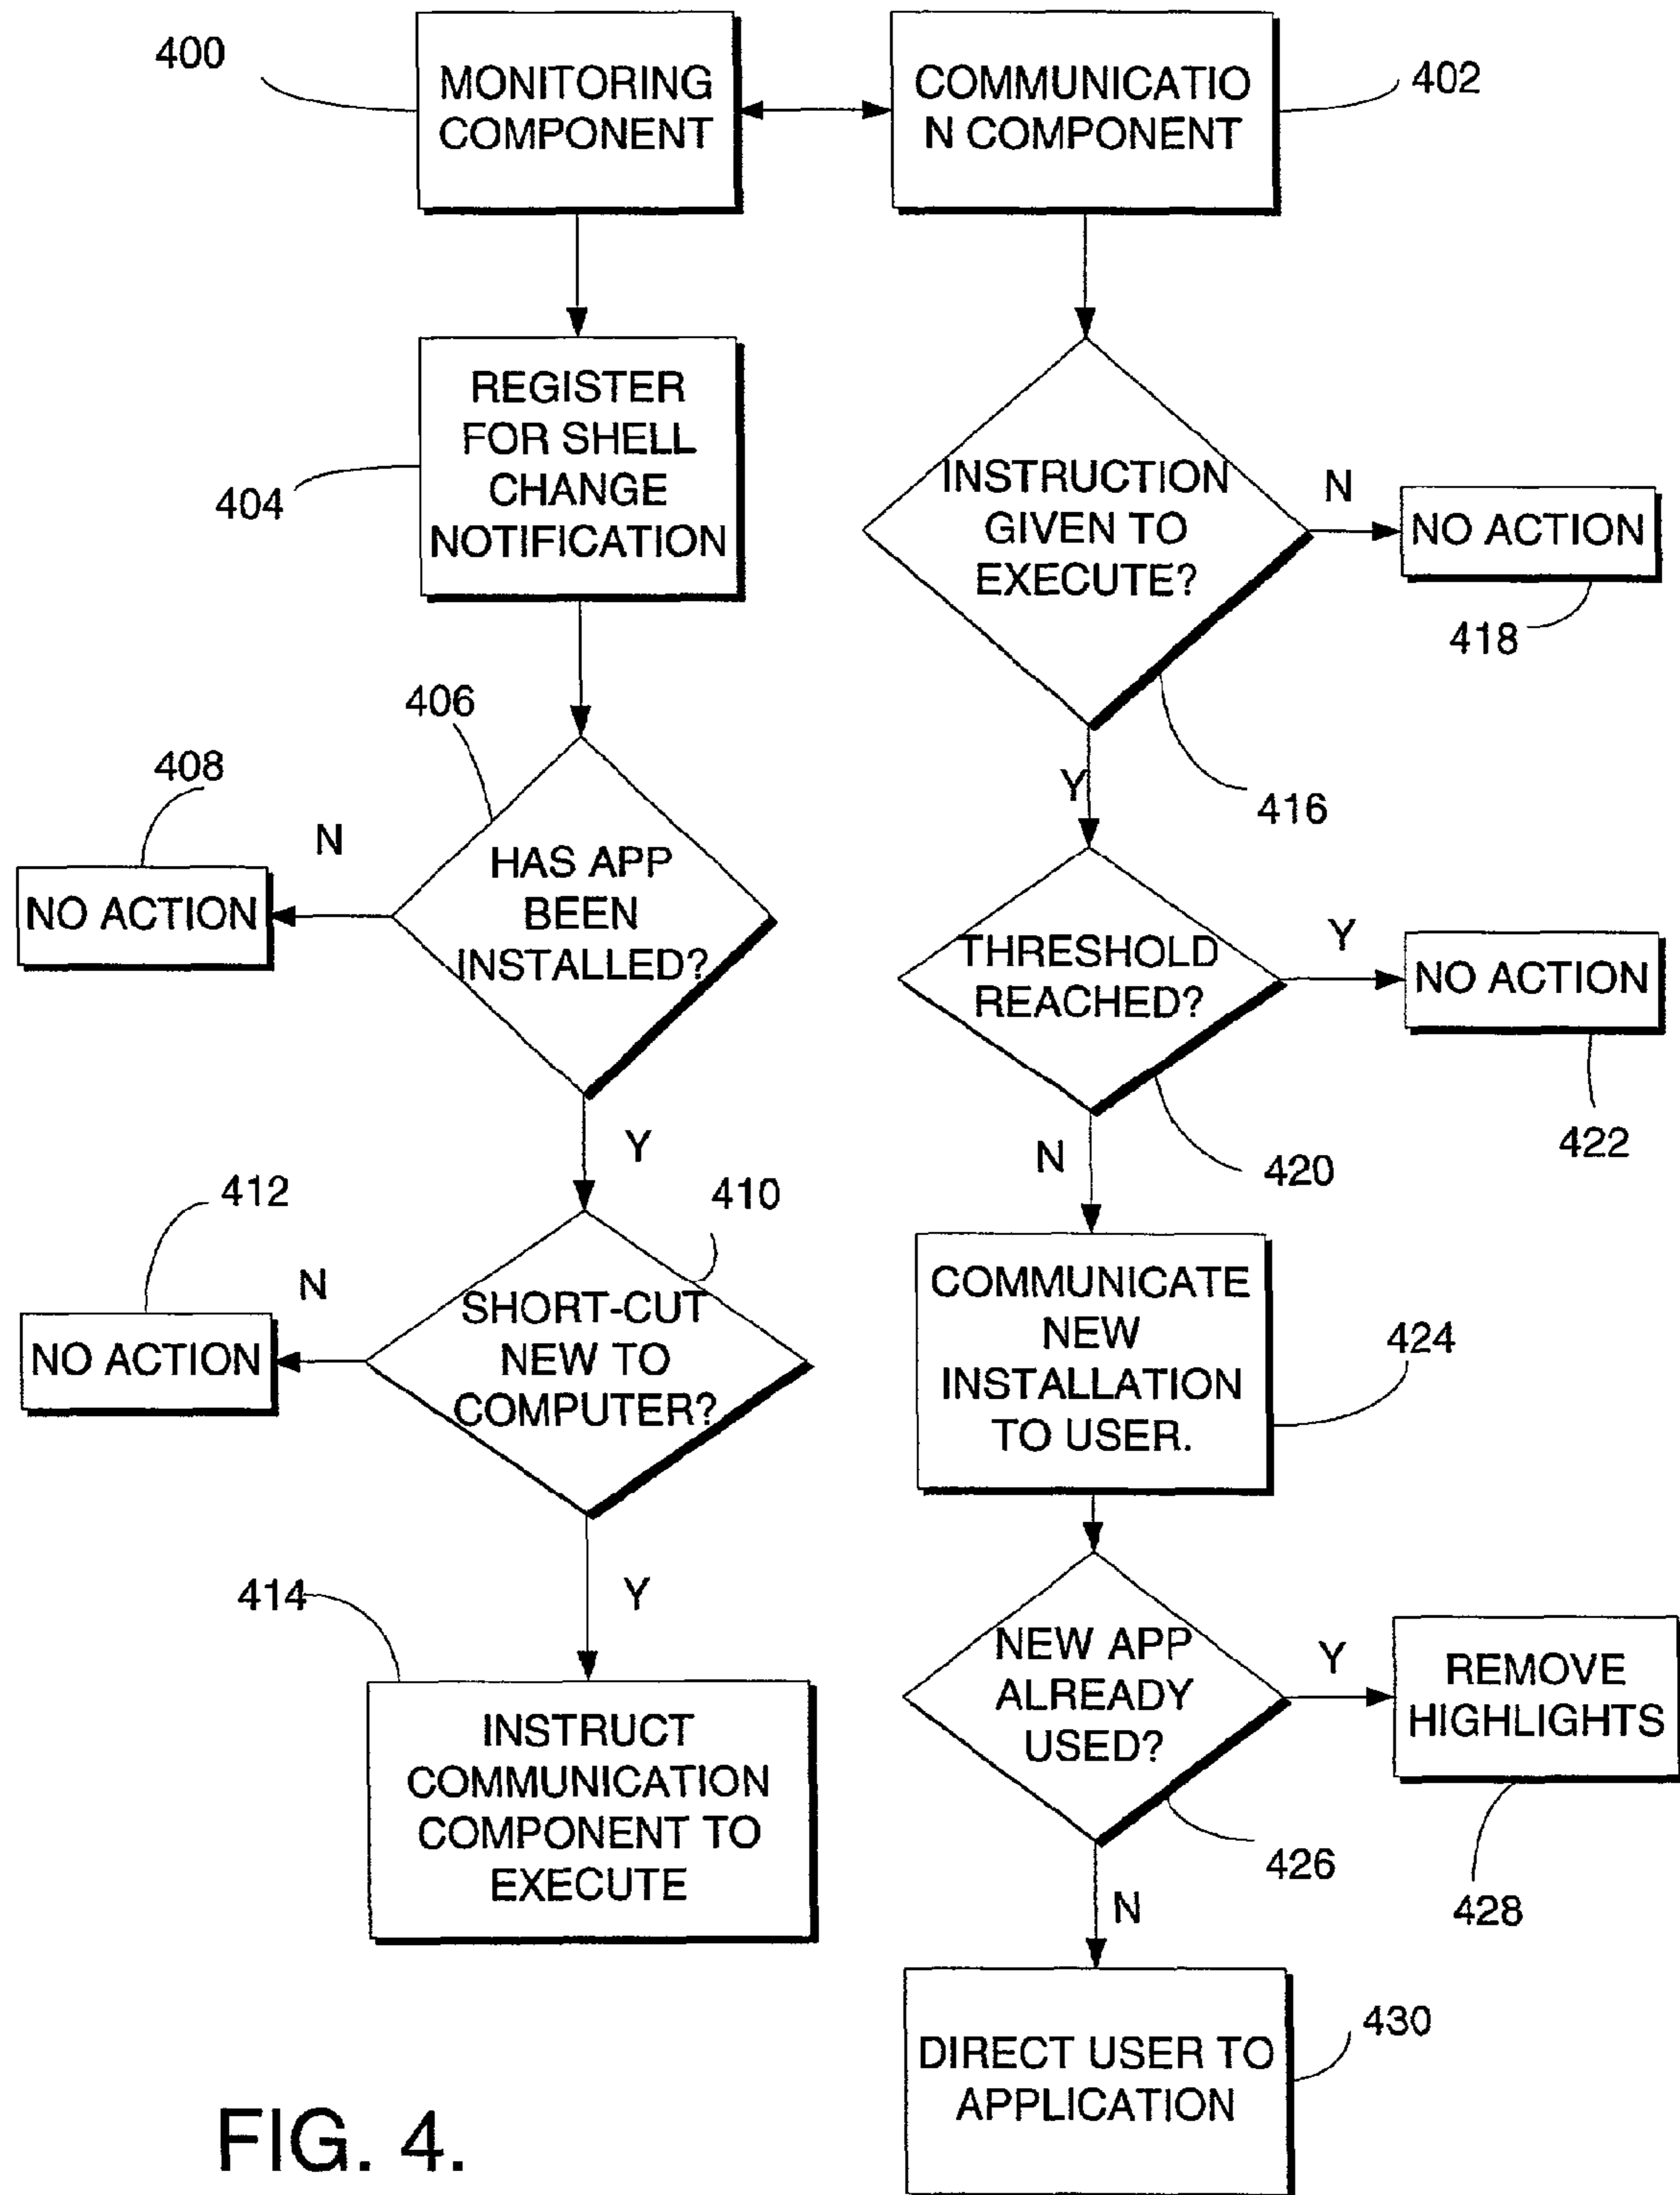 400
MONITORING
COMPONENT
COMMUNICATIO
N COMPONENT
402
REGISTER
FOR SHELL
CHANGE
NOTIFICATION
404
INSTRUCTION
GIVEN TO
EXECUTE?
N
NO ACTION
418
416
Y
406
408
N
NO ACTION
HAS APP
BEEN
INSTALLED?
Y
THRESHOLD
REACHED?
Y
NO ACTION
422
420
N
412
410
N
NO ACTION
SHORT-CUT
NEW TO
COMPUTER?
Y
COMMUNICATE
NEW
INSTALLATION
TO USER.
424
414
INSTRUCT
COMMUNICATION
COMPONENT TO
EXECUTE
NEW APP
ALREADY
USED?
Y
REMOVE
HIGHLIGHTS
428
426
N
DIRECT USER TO
APPLICATION
430
FIG. 4.